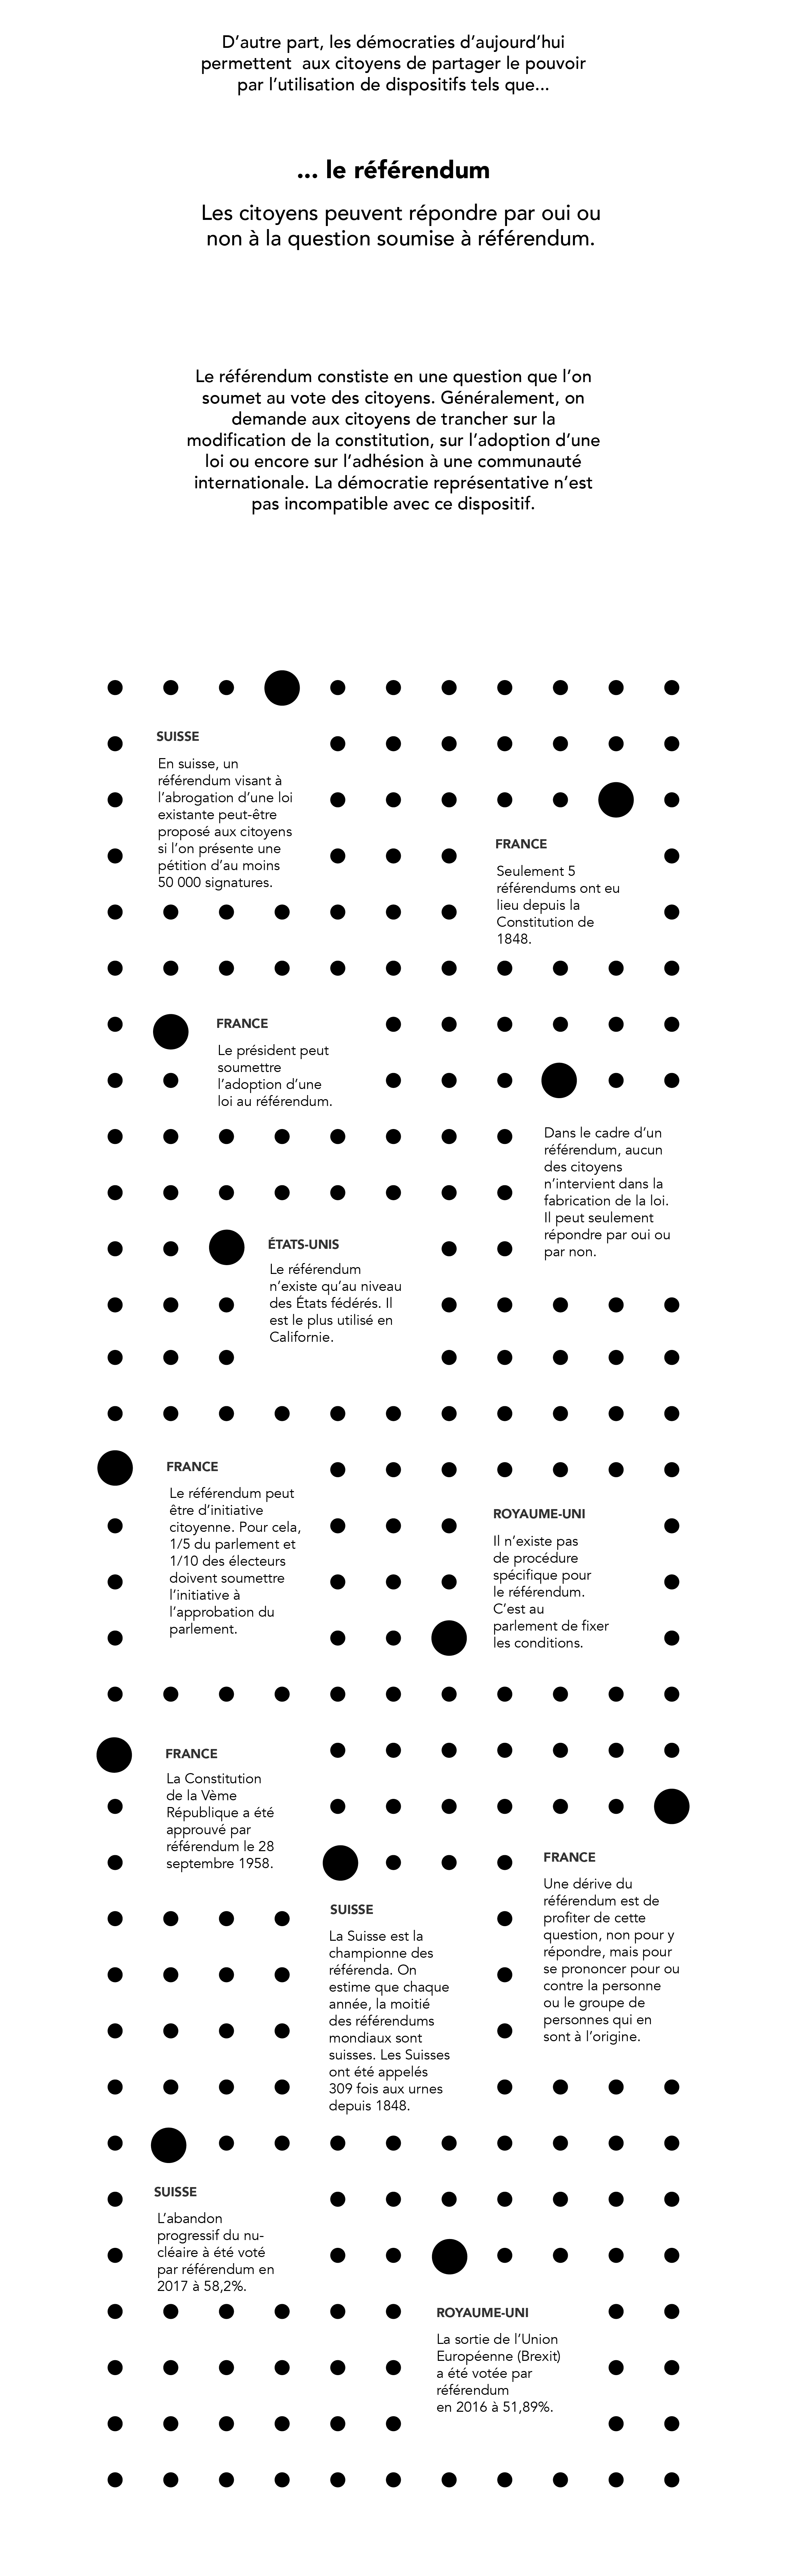 D’autre part, les démocraties d’aujourd’hui
permettent  aux citoyens de partager le pouvoir
par l’utilisation de dispositifs tels que...
... le référendum
Les citoyens peuvent répondre par oui ou
non à la question soumise à référendum.
Le référendum constiste en une question que l’on
soumet au vote des citoyens. Généralement, on
demande aux citoyens de trancher sur la
modification de la constitution, sur l’adoption d’une
loi ou encore sur l’adhésion à une communauté
internationale. La démocratie représentative n’est
pas incompatible avec ce dispositif.
SUISSE
En suisse, un
référendum visant à
l’abrogation d’une loi
existante peut-être
proposé aux citoyens
si l’on présente une
pétition d’au moins
50 000 signatures.
FRANCE
Seulement 5
référendums ont eu
lieu depuis la
Constitution de
1848.
FRANCE
Le président peut
soumettre
l’adoption d’une
loi au référendum.
Dans le cadre d’un
référendum, aucun
des citoyens
n’intervient dans la
fabrication de la loi.
Il peut seulement
répondre par oui ou
par non.
ÉTATS-UNIS
Le référendum
n’existe qu’au niveau
des États fédérés. Il
est le plus utilisé en
Californie.
FRANCE
Le référendum peut
être d’initiative
citoyenne. Pour cela,
1/5 du parlement et
1/10 des électeurs
doivent soumettre
l’initiative à
l’approbation du
parlement.
ROYAUME-UNI
Il n’existe pas
de procédure
spécifique pour
le référendum.
C’est au
parlement de fixer
les conditions.
FRANCE
La Constitution
de la Vème
République a été
approuvé par
référendum le 28
septembre 1958.
FRANCE
Une dérive du
référendum est de
profiter de cette
question, non pour y
répondre, mais pour
se prononcer pour ou
contre la personne
ou le groupe de
personnes qui en
sont à l’origine.
SUISSE
La Suisse est la
championne des
référenda. On
estime que chaque
année, la moitié
des référendums
mondiaux sont
suisses. Les Suisses
ont été appelés
309 fois aux urnes
depuis 1848.
SUISSE
L’abandon
progressif du nu-
cléaire à été voté
par référendum en
2017 à 58,2%.
ROYAUME-UNI
La sortie de l’Union
Européenne (Brexit)
a été votée par
référendum
en 2016 à 51,89%.